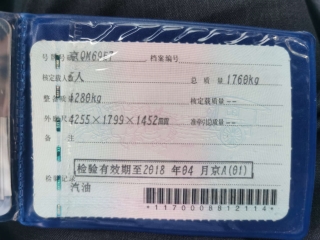 号牌号码 京QM69E7 档案编号
核定载人数 5人 总质量 1760kg
整备质量 1280kg 核定载质量 --
外廓尺寸 4255×1799×1452mm 准牵引总质量 --
备注
检验有效期至2018年04月京A(01)
检验记录
汽油
*1170008812114*